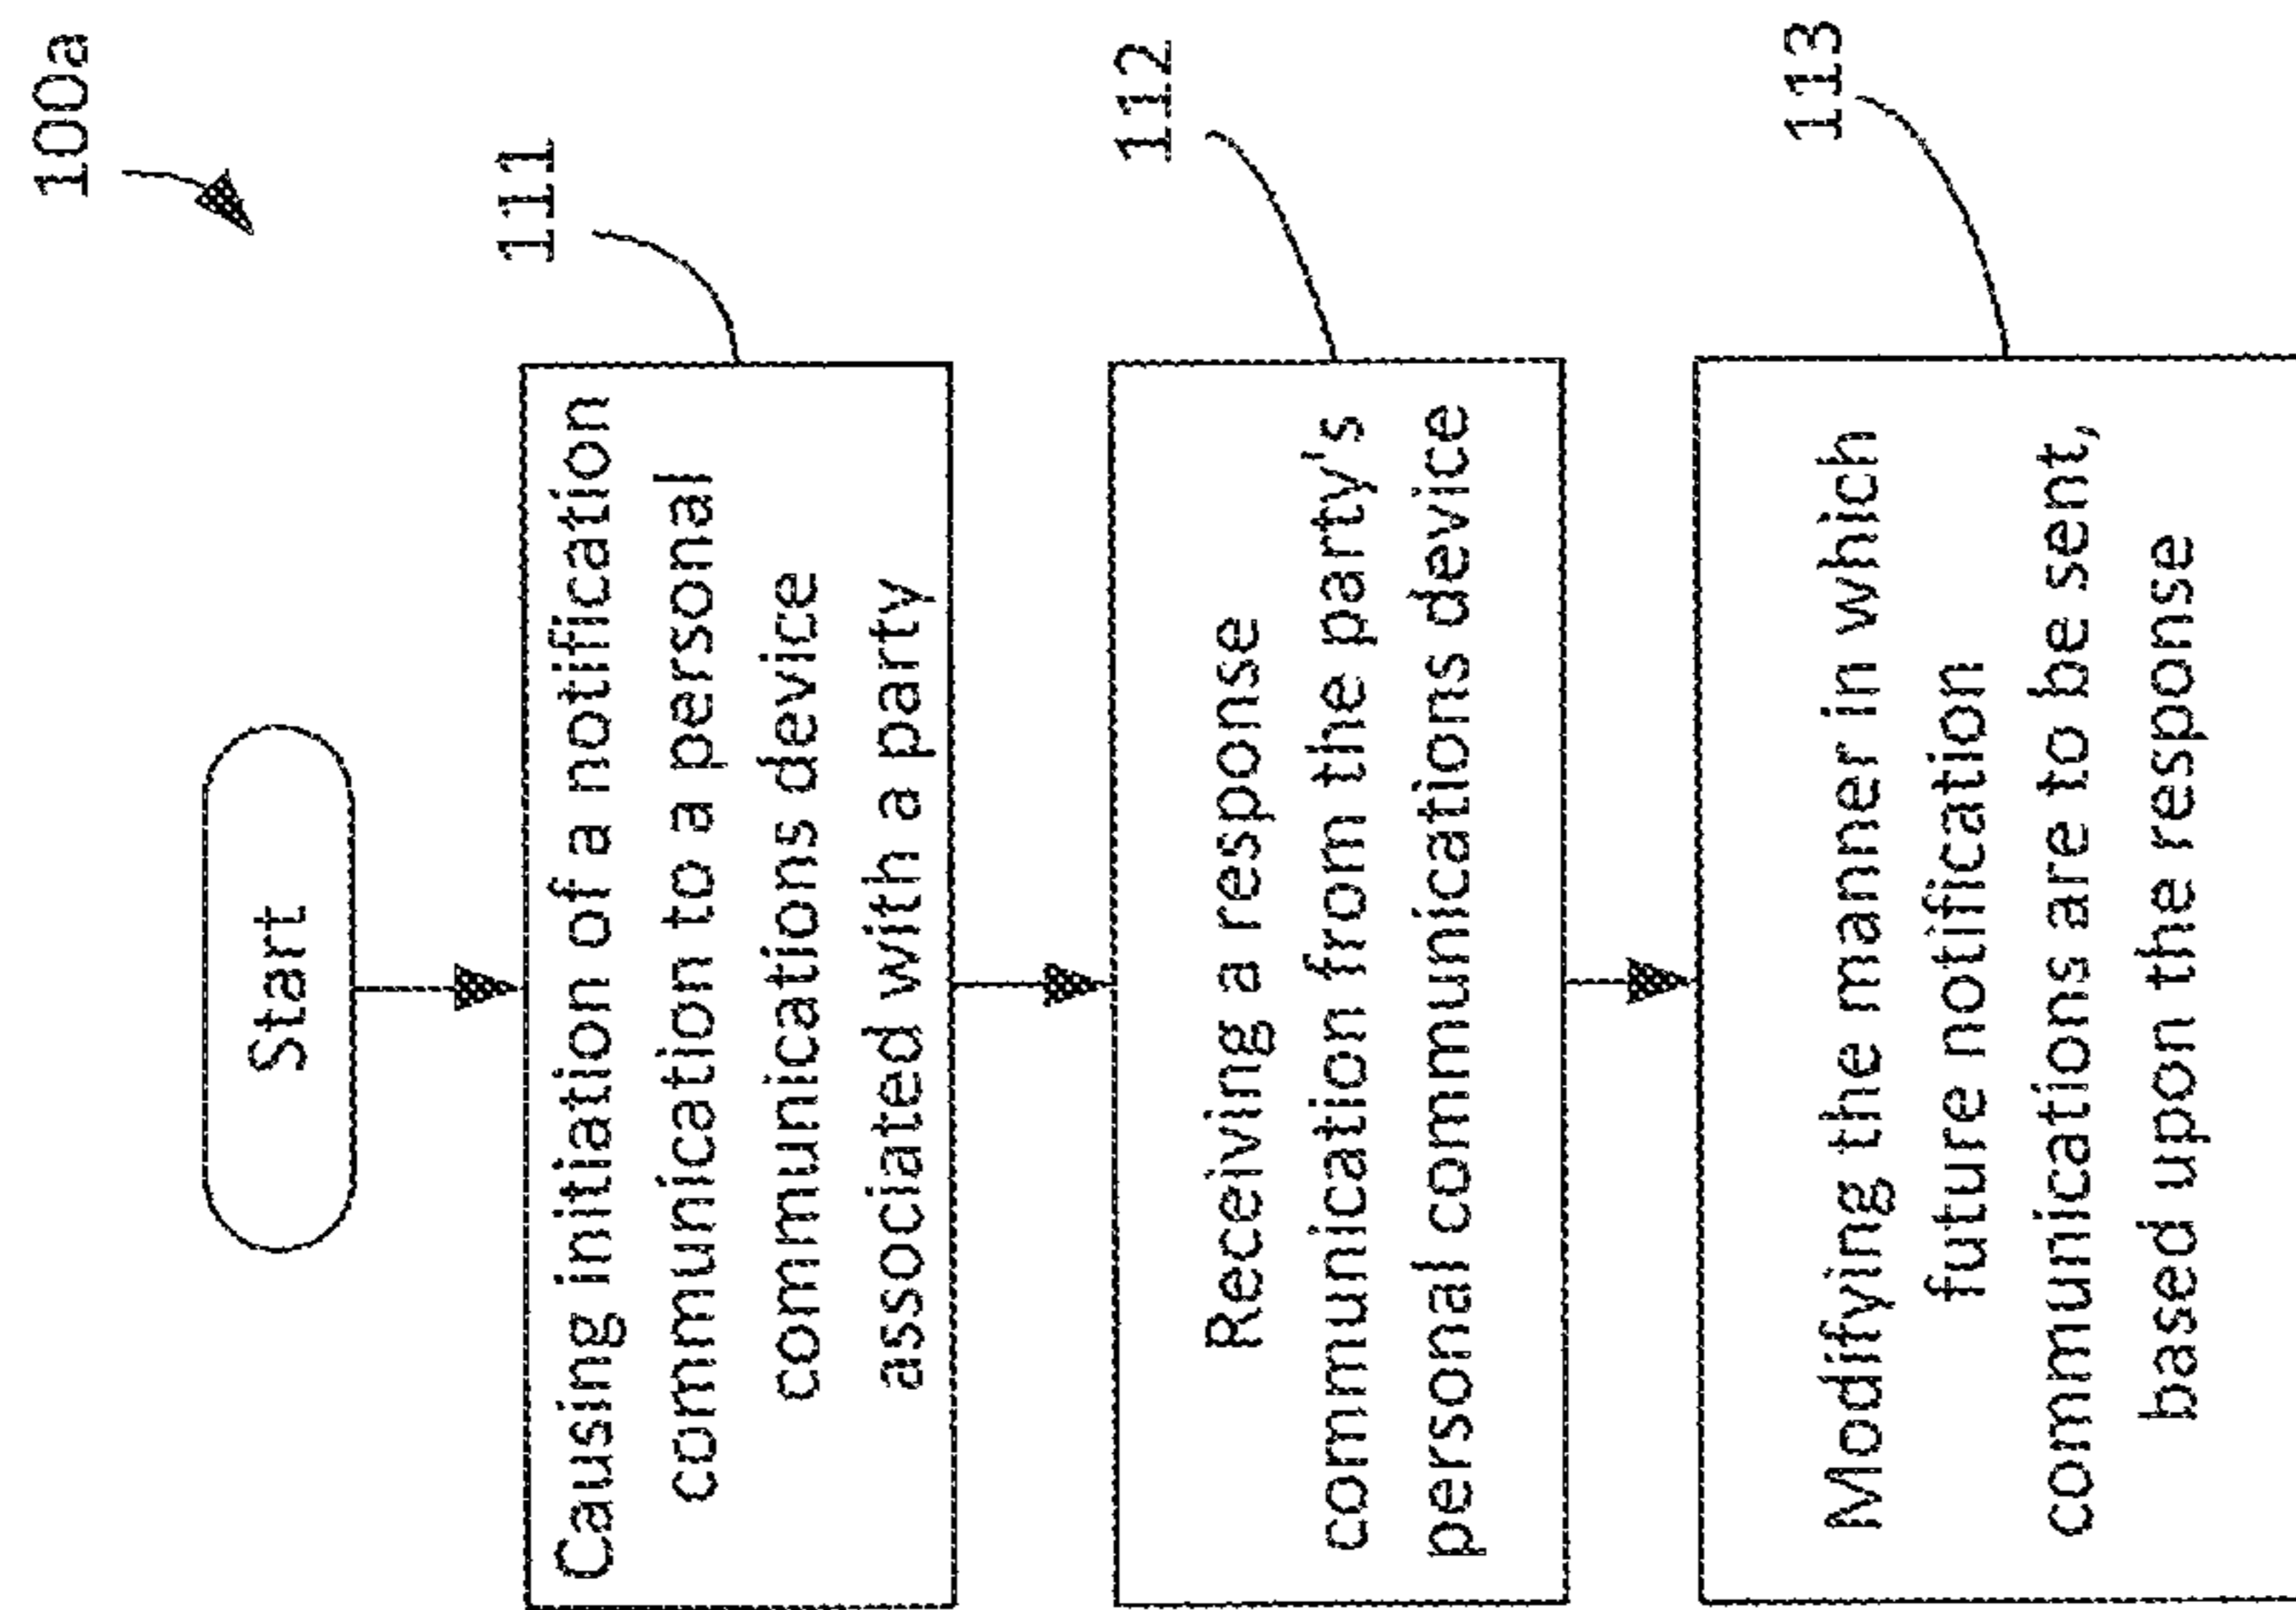 100a
Start
111
Causing initiation of a notification
communication to a personal
communications device
associated with a party
112
Receiving a response
communication from the party's
personal communications device
113
Modifying the manner in which
future notification
communications are to be sent,
based upon the response